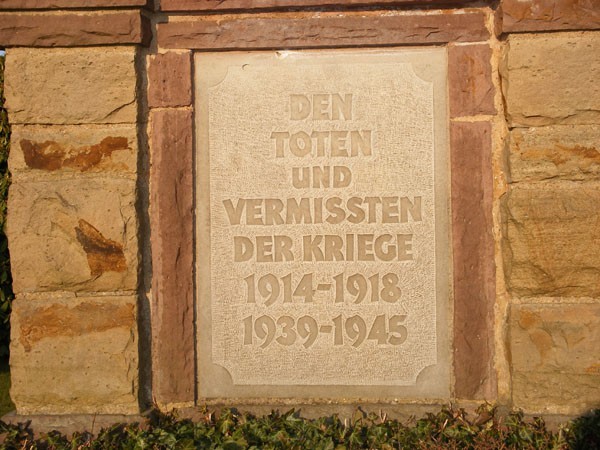 DEN
TOTEN
UND
VERMISSTEN
DER KRIEGE
1914-1918
1939-1945